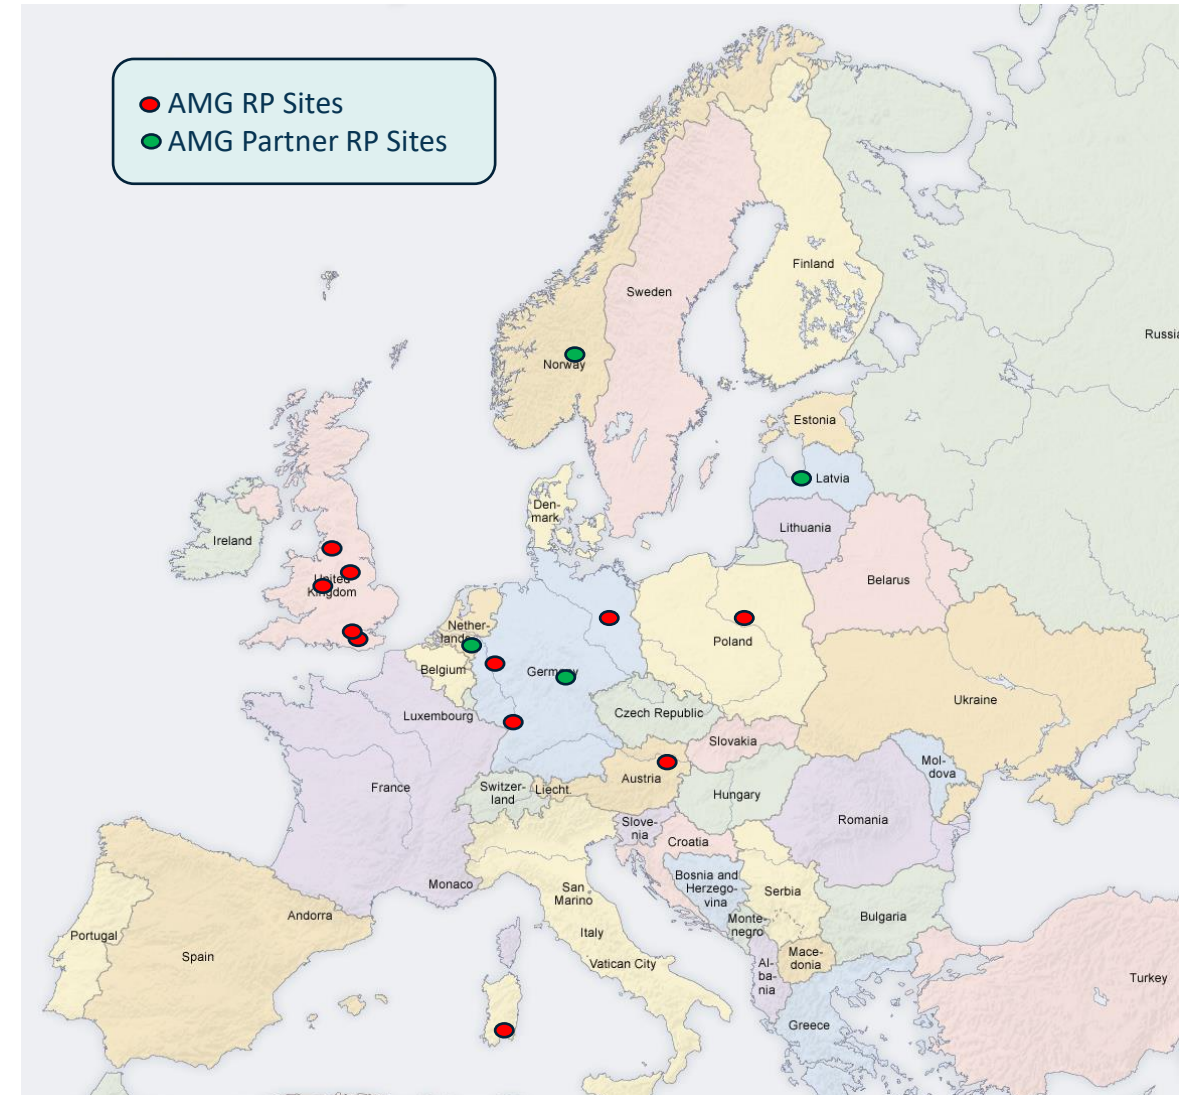 AMG RP Sites
AMG Partner RP Sites
Finland
Sweden
Russia
Norway
Estonia
Latvia
Den-
mark
Lithuania
Ireland
United
Kingdom
Belarus
Nether-
lands
Poland
Belgium
Germany
Ukraine
Luxembourg
Czech Republic
Slovakia
Mol-
dova
Austria
France
Switzer-
land
Liecht.
Hungary
Romania
Slove-
nia
Croatia
Monaco
San
Marino
Bosnia and
Herzego-
vina
Serbia
Andorra
Bulgaria
Monte-
negro
Portugal
Italy
Spain
Vatican City
Mace-
donia
Al-
ba-
nia
Turkey
Greece